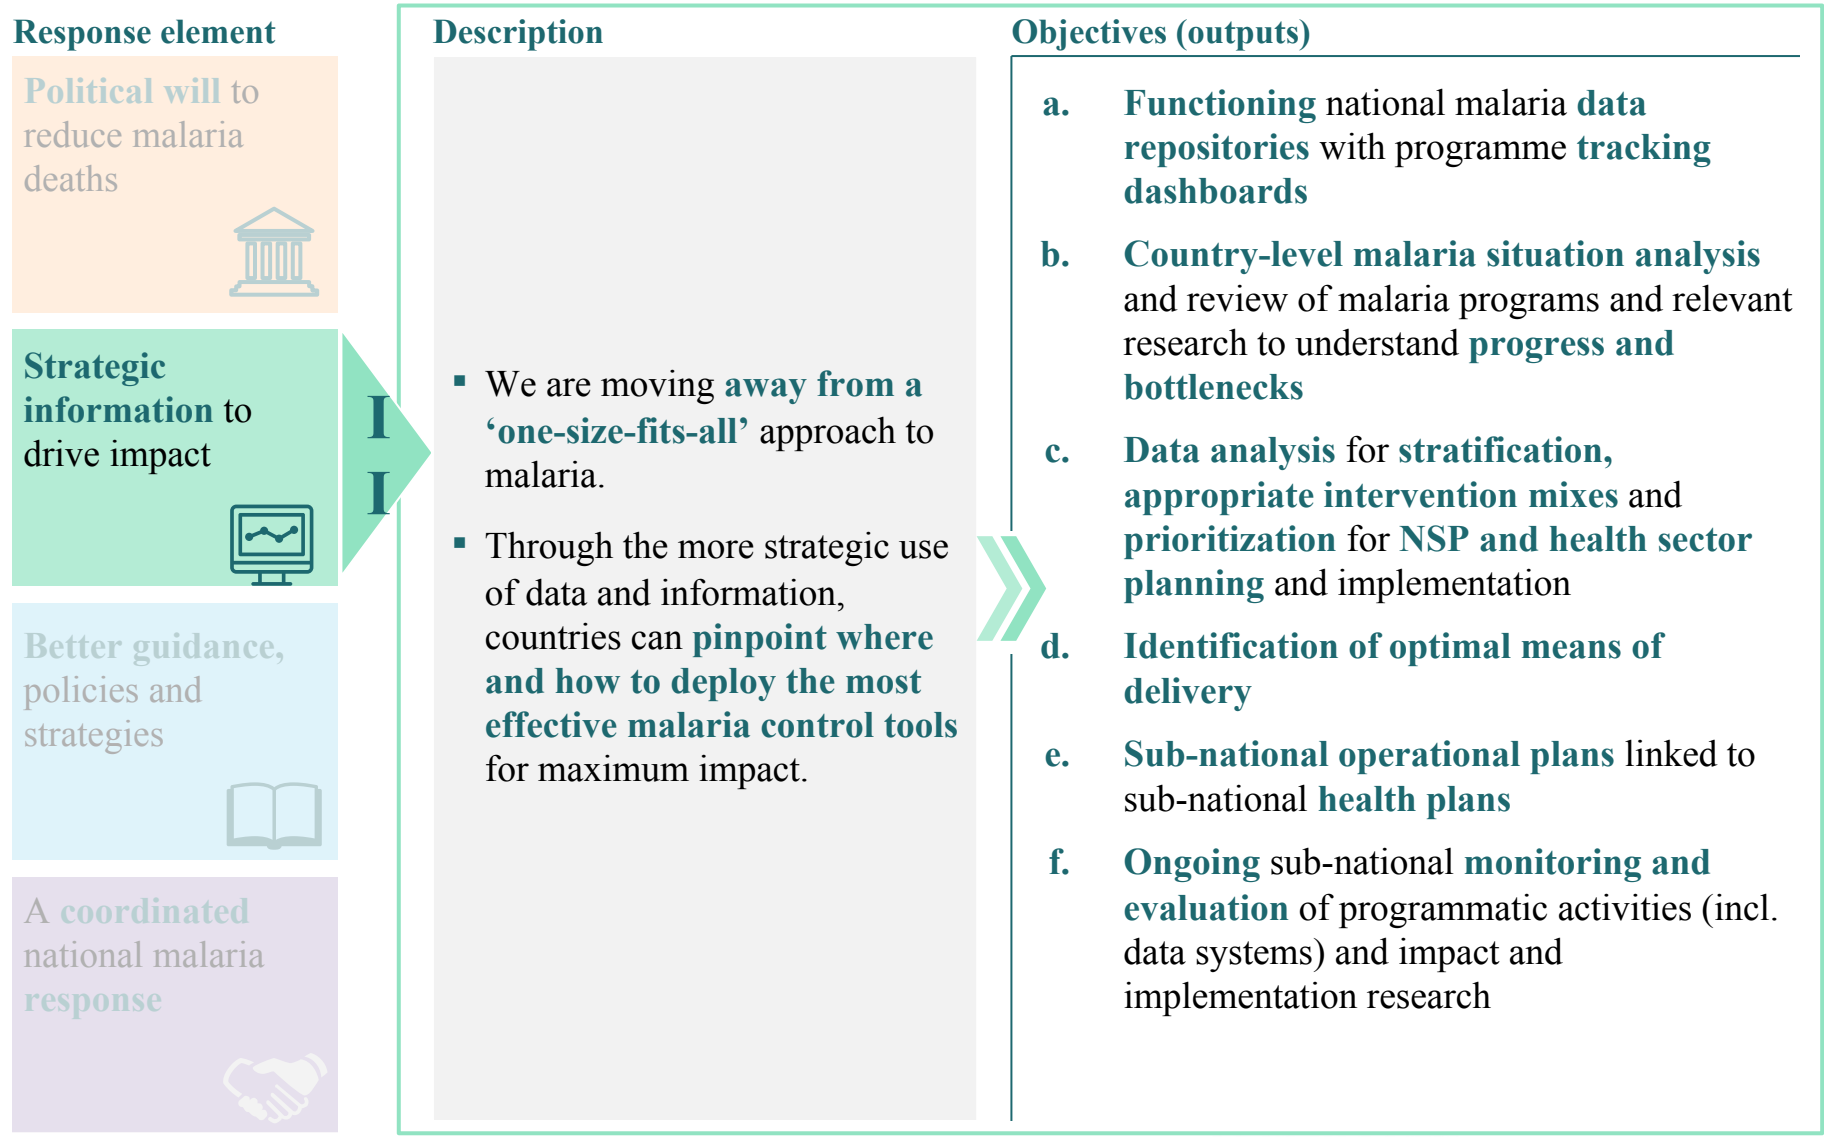 Response element
Political will to
reduce malaria
deaths
Strategic
information to
drive impact
I
I
Better guidance,
policies and
strategies
A coordinated
national malaria
response
Description
▪ We are moving away from a
‘one-size-fits-all’ approach to
malaria.
▪ Through the more strategic use
of data and information,
countries can pinpoint where
and how to deploy the most
effective malaria control tools
for maximum impact.
Objectives (outputs)
a. Functioning national malaria data
repositories with programme tracking
dashboards
b. Country-level malaria situation analysis
and review of malaria programs and relevant
research to understand progress and
bottlenecks
c. Data analysis for stratification,
appropriate intervention mixes and
prioritization for NSP and health sector
planning and implementation
d. Identification of optimal means of
delivery
e. Sub-national operational plans linked to
sub-national health plans
f. Ongoing sub-national monitoring and
evaluation of programmatic activities (incl.
data systems) and impact and
implementation research